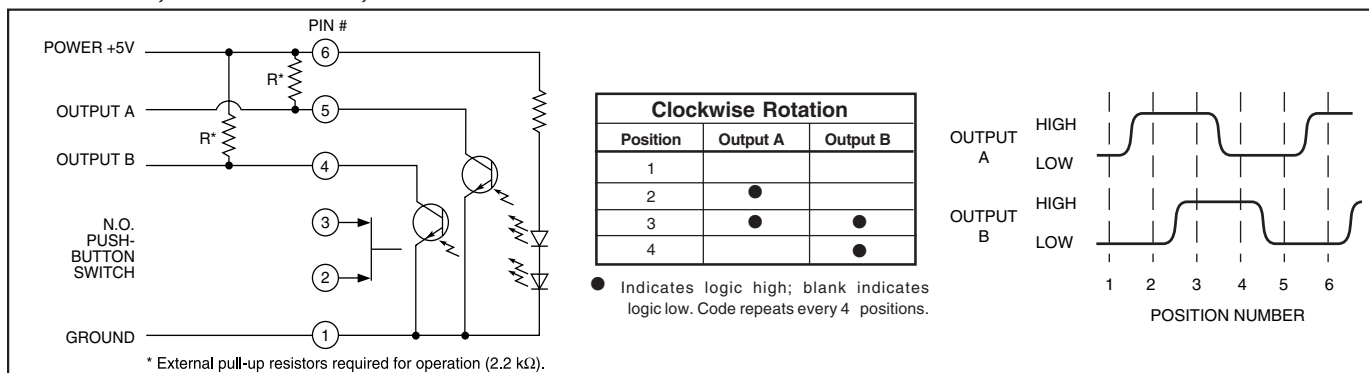 PIN #
POWER +5V
6
R*
OUTPUT A
5
R*
OUTPUT B
4
N.O.
PUSH-
BUTTON
SWITCH
3
2
GROUND
1
* External pull-up resistors required for operation (2.2 kΩ).
Clockwise Rotation
Position Output A Output B
1
2 ●
3 ● ●
4 ●
● Indicates logic high; blank indicates
logic low. Code repeats every 4 positions.
OUTPUT
A
HIGH
LOW
OUTPUT
B
HIGH
LOW
1 2 3 4 5 6
POSITION NUMBER